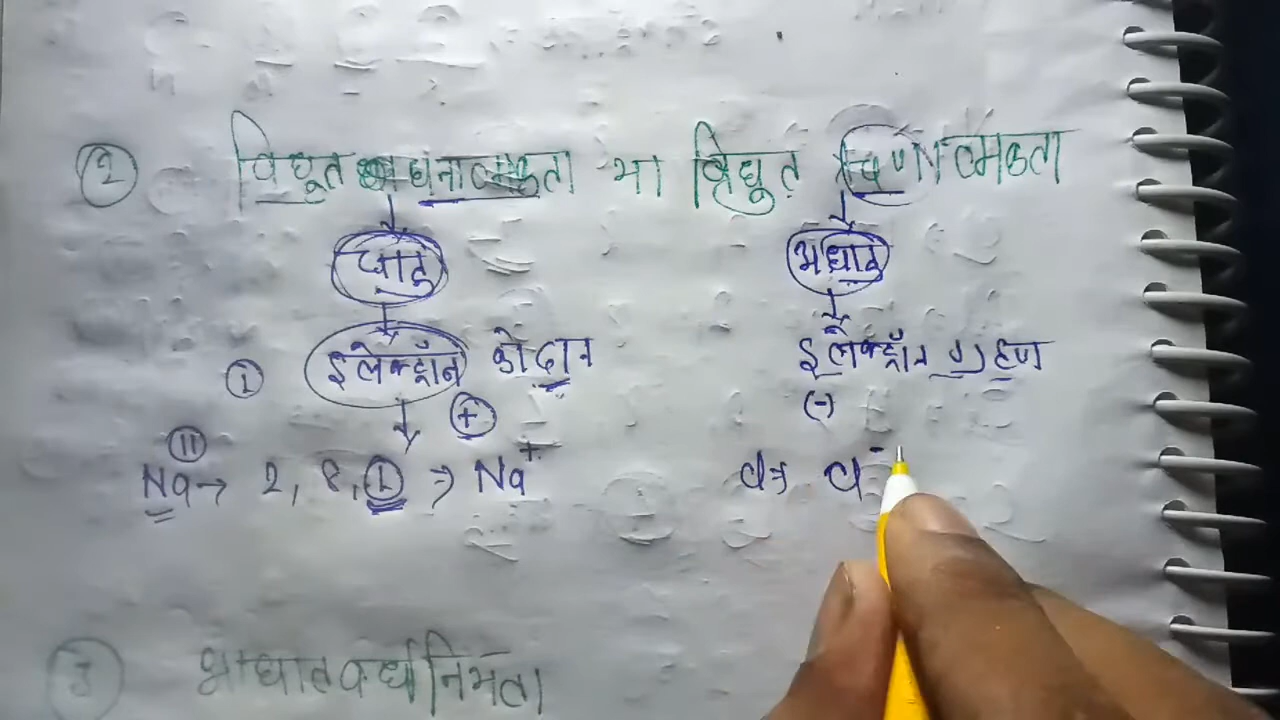 ② विद्युत धनात्मकता या विद्युत ऋणात्मकता
धातु अधातु
इलेक्ट्रॉन को दान इलेक्ट्रॉन ग्रहण
① + (-)
11
Na → 2, 8, 1 ⇒ Na⁺ Cl ⇒ Cl⁻
3 आघातवर्धनियता